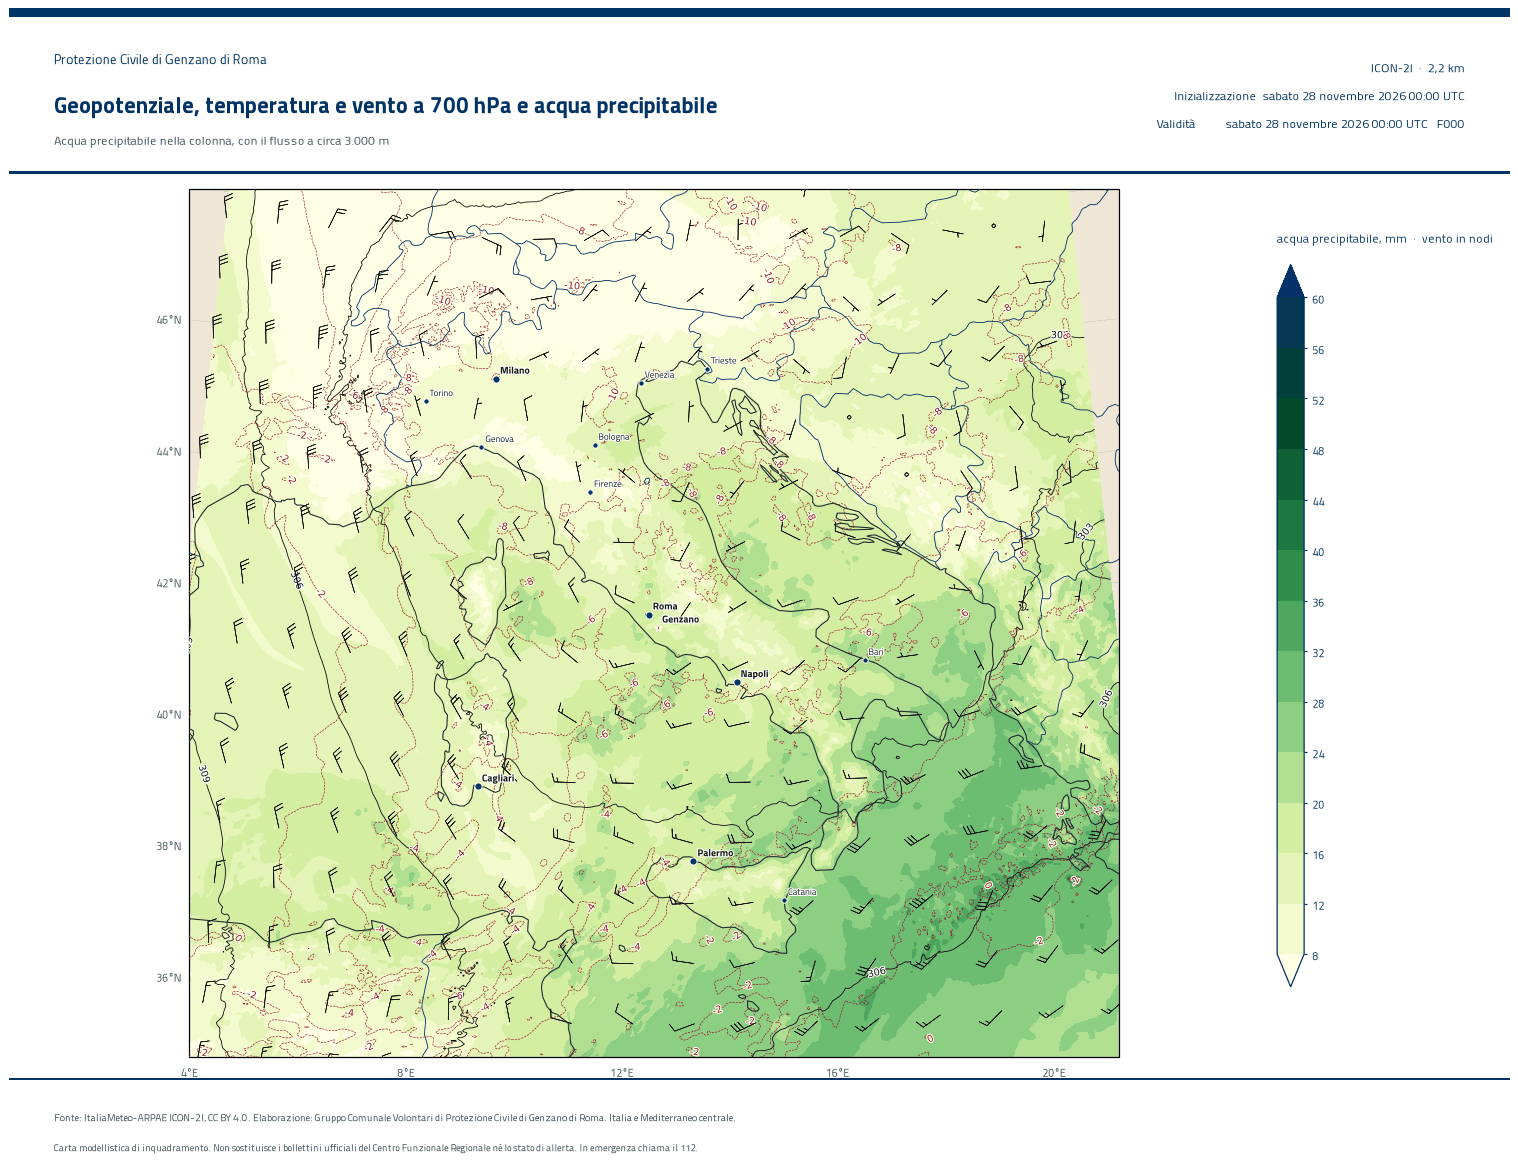 Protezione Civile di Genzano di Roma
Geopotenziale, temperatura e vento a 700 hPa e acqua precipitabile
Acqua precipitabile nella colonna, con il flusso a circa 3.000 m
ICON-2I · 2,2 km
Inizializzazione sabato 28 novembre 2026 00:00 UTC
Validità sabato 28 novembre 2026 00:00 UTC F000
acqua precipitabile, mm · vento in nodi
60
56
52
48
44
40
36
32
28
24
20
16
12
8
46°N
44°N
42°N
40°N
38°N
36°N
4°E
8°E
12°E
16°E
20°E
Milano
Torino
Venezia
Trieste
Genova
Bologna
Firenze
Roma
Genzano
Napoli
Bari
Cagliari
Palermo
Catania
306
309
303
306
306
Fonte: ItaliaMeteo-ARPAE ICON-2I, CC BY 4.0. Elaborazione: Gruppo Comunale Volontari di Protezione Civile di Genzano di Roma. Italia e Mediterraneo centrale.
Carta modellistica di inquadramento. Non sostituisce i bollettini ufficiali del Centro Funzionale Regionale né lo stato di allerta. In emergenza chiama il 112.